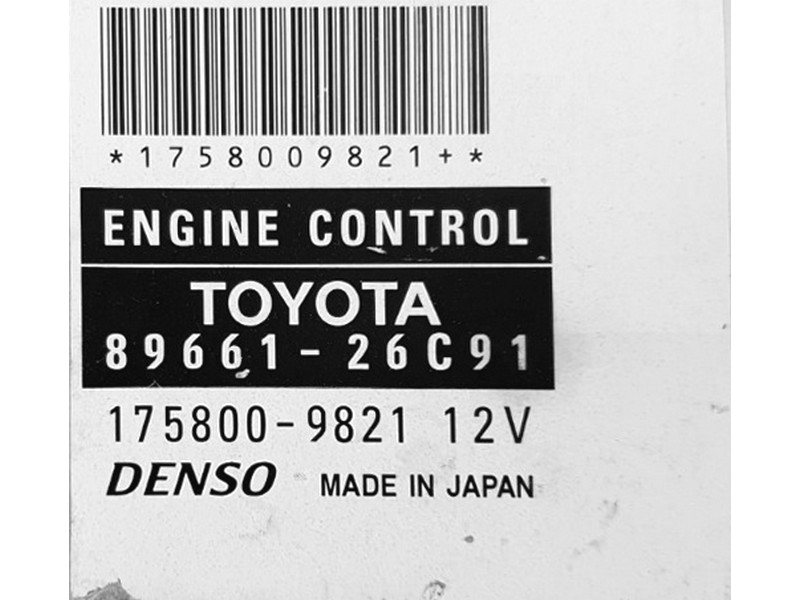 *1758009821+*
ENGINE CONTROL
TOYOTA
89661-26C91
175800-9821 12V
DENSO MADE IN JAPAN